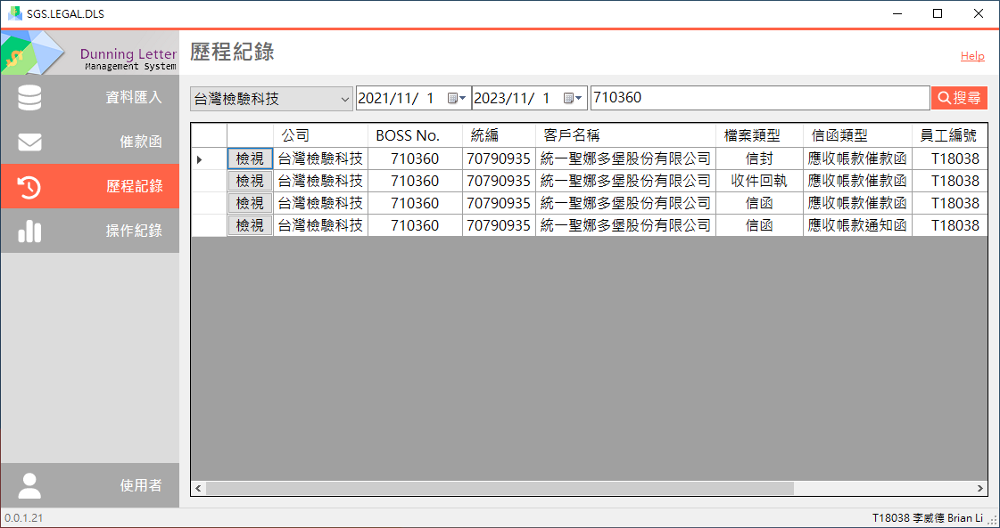 SGS.LEGAL.DLS
Dunning Letter
Management System
歷程紀錄
Help
資料匯入
催款函
歷程記錄
操作紀錄
使用者
台灣檢驗科技 2021/11/ 1 2023/11/ 1 710360 搜尋
公司 BOSS No. 統編 客戶名稱 檔案類型 信函類型 員工編號
檢視 台灣檢驗科技 710360 70790935 統一聖娜多堡股份有限公司 信封 應收帳款催款函 T18038
檢視 台灣檢驗科技 710360 70790935 統一聖娜多堡股份有限公司 收件回執 應收帳款催款函 T18038
檢視 台灣檢驗科技 710360 70790935 統一聖娜多堡股份有限公司 信函 應收帳款催款函 T18038
檢視 台灣檢驗科技 710360 70790935 統一聖娜多堡股份有限公司 信函 應收帳款通知函 T18038
0.0.1.21
T18038 李威德 Brian Li